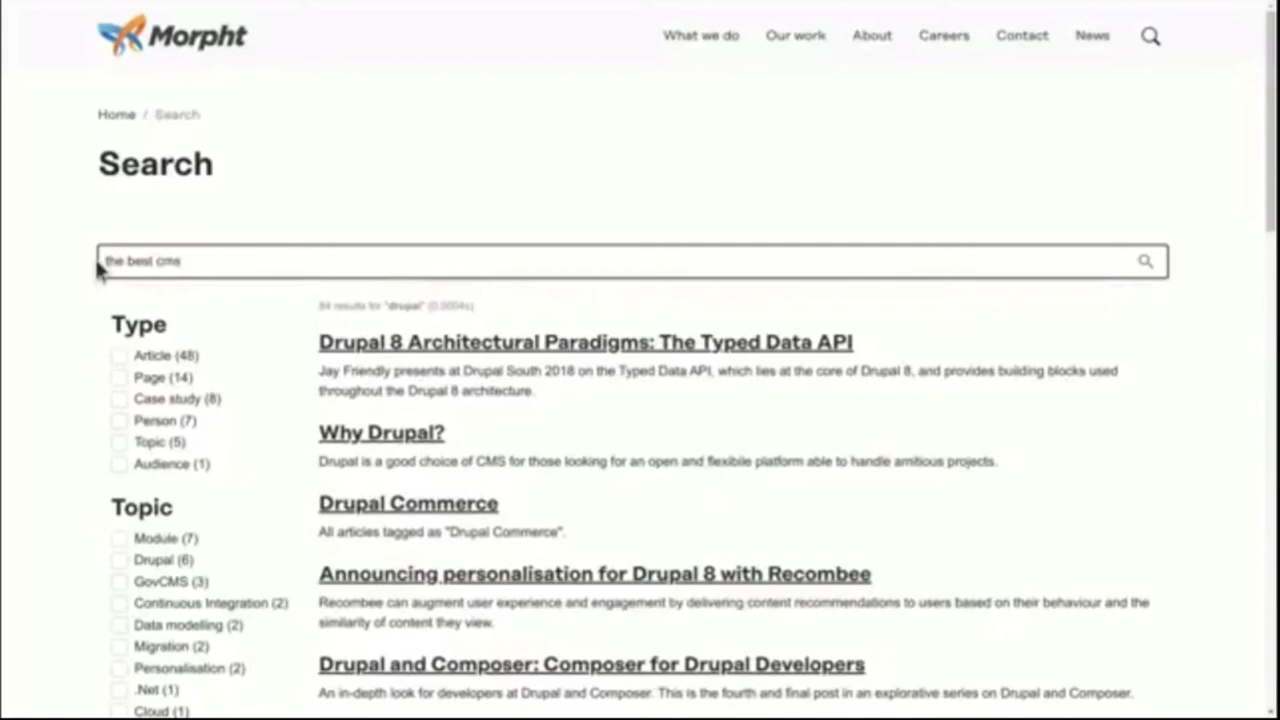 Morpht
What we do Our work About Careers Contact News
Home / Search
Search
the best cms
84 results for "drupal" (0.0004s)
Type
Article (48)
Page (14)
Case study (8)
Person (7)
Topic (5)
Audience (1)
Topic
Module (7)
Drupal (6)
GovCMS (3)
Continuous Integration (2)
Data modelling (2)
Migration (2)
Personalisation (2)
.Net (1)
Cloud (1)
Drupal 8 Architectural Paradigms: The Typed Data API
Jay Friendly presents at Drupal South 2018 on the Typed Data API, which lies at the core of Drupal 8, and provides building blocks used
throughout the Drupal 8 architecture.
Why Drupal?
Drupal is a good choice of CMS for those looking for an open and flexibile platform able to handle amitious projects.
Drupal Commerce
All articles tagged as "Drupal Commerce".
Announcing personalisation for Drupal 8 with Recombee
Recombee can augment user experience and engagement by delivering content recommendations to users based on their behaviour and the
similarity of content they view.
Drupal and Composer: Composer for Drupal Developers
An in-depth look for developers at Drupal and Composer. This is the fourth and final post in an explorative series on Drupal and Composer.